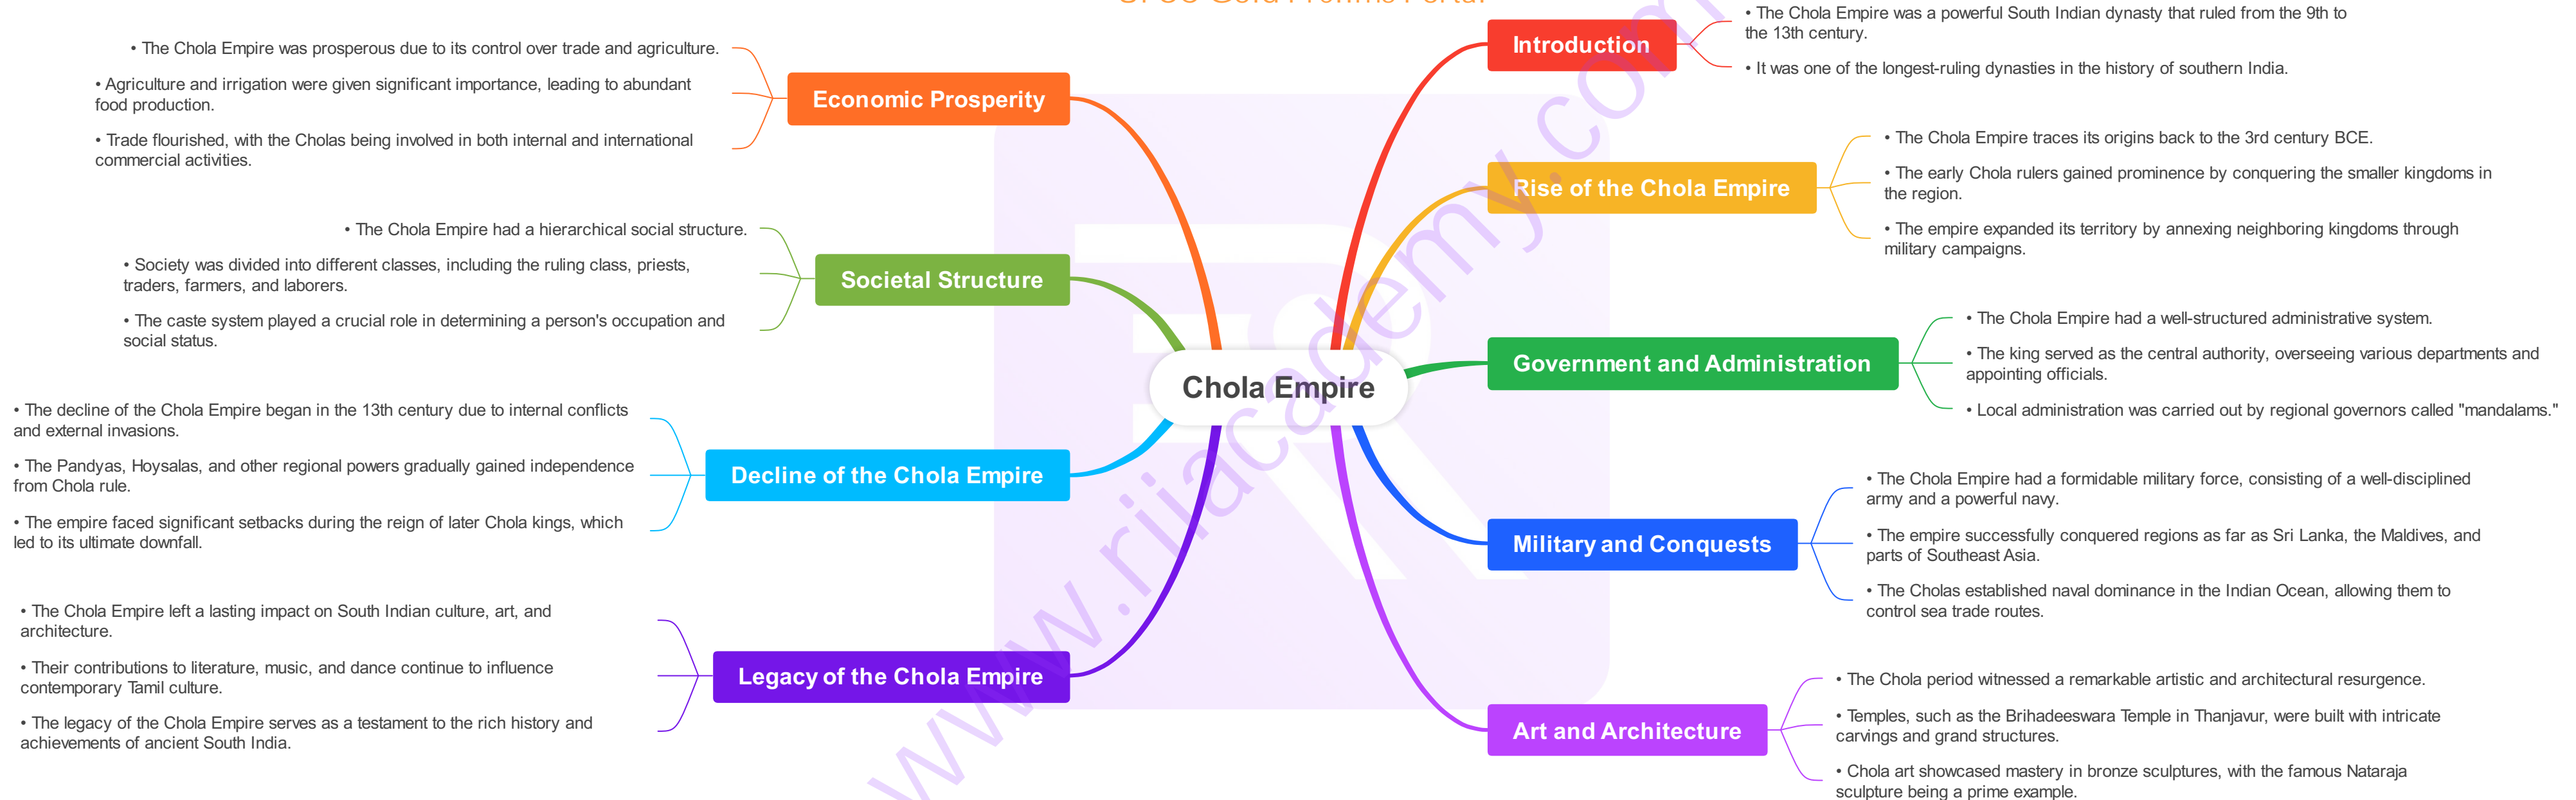 Introduction
• The Chola Empire was a powerful South Indian dynasty that ruled from the 9th to
the 13th century.
• It was one of the longest-ruling dynasties in the history of southern India.
Rise of the Chola Empire
• The Chola Empire traces its origins back to the 3rd century BCE.
• The early Chola rulers gained prominence by conquering the smaller kingdoms in
the region.
• The empire expanded its territory by annexing neighboring kingdoms through
military campaigns.
Government and Administration
• The Chola Empire had a well-structured administrative system.
• The king served as the central authority, overseeing various departments and
appointing officials.
• Local administration was carried out by regional governors called "mandalams."
Military and Conquests
• The Chola Empire had a formidable military force, consisting of a well-disciplined
army and a powerful navy.
• The empire successfully conquered regions as far as Sri Lanka, the Maldives, and
parts of Southeast Asia.
• The Cholas established naval dominance in the Indian Ocean, allowing them to
control sea trade routes.
Art and Architecture
• The Chola period witnessed a remarkable artistic and architectural resurgence.
• Temples, such as the Brihadeeswara Temple in Thanjavur, were built with intricate
carvings and grand structures.
• Chola art showcased mastery in bronze sculptures, with the famous Nataraja
sculpture being a prime example.
Chola Empire
Economic Prosperity
• The Chola Empire was prosperous due to its control over trade and agriculture.
• Agriculture and irrigation were given significant importance, leading to abundant
food production.
• Trade flourished, with the Cholas being involved in both internal and international
commercial activities.
Societal Structure
• The Chola Empire had a hierarchical social structure.
• Society was divided into different classes, including the ruling class, priests,
traders, farmers, and laborers.
• The caste system played a crucial role in determining a person's occupation and
social status.
Decline of the Chola Empire
• The decline of the Chola Empire began in the 13th century due to internal conflicts
and external invasions.
• The Pandyas, Hoysalas, and other regional powers gradually gained independence
from Chola rule.
• The empire faced significant setbacks during the reign of later Chola kings, which
led to its ultimate downfall.
Legacy of the Chola Empire
• The Chola Empire left a lasting impact on South Indian culture, art, and
architecture.
• Their contributions to literature, music, and dance continue to influence
contemporary Tamil culture.
• The legacy of the Chola Empire serves as a testament to the rich history and
achievements of ancient South India.
www.rijacademy.com